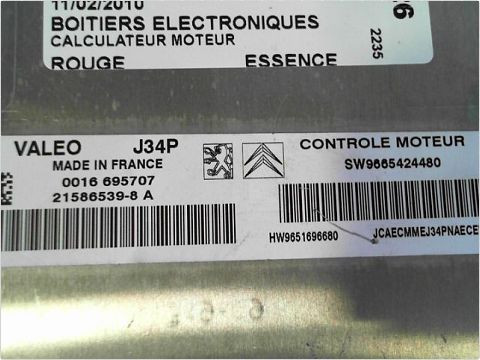 11/02/2010
BOITIERS ELECTRONIQUES
CALCULATEUR MOTEUR
ROUGE ESSENCE
2235
VALEO J34P
MADE IN FRANCE
0016 695707
21586539-8 A
CONTROLE MOTEUR
SW9665424480
HW9651696680
JCAECMMEJ34PNAECE